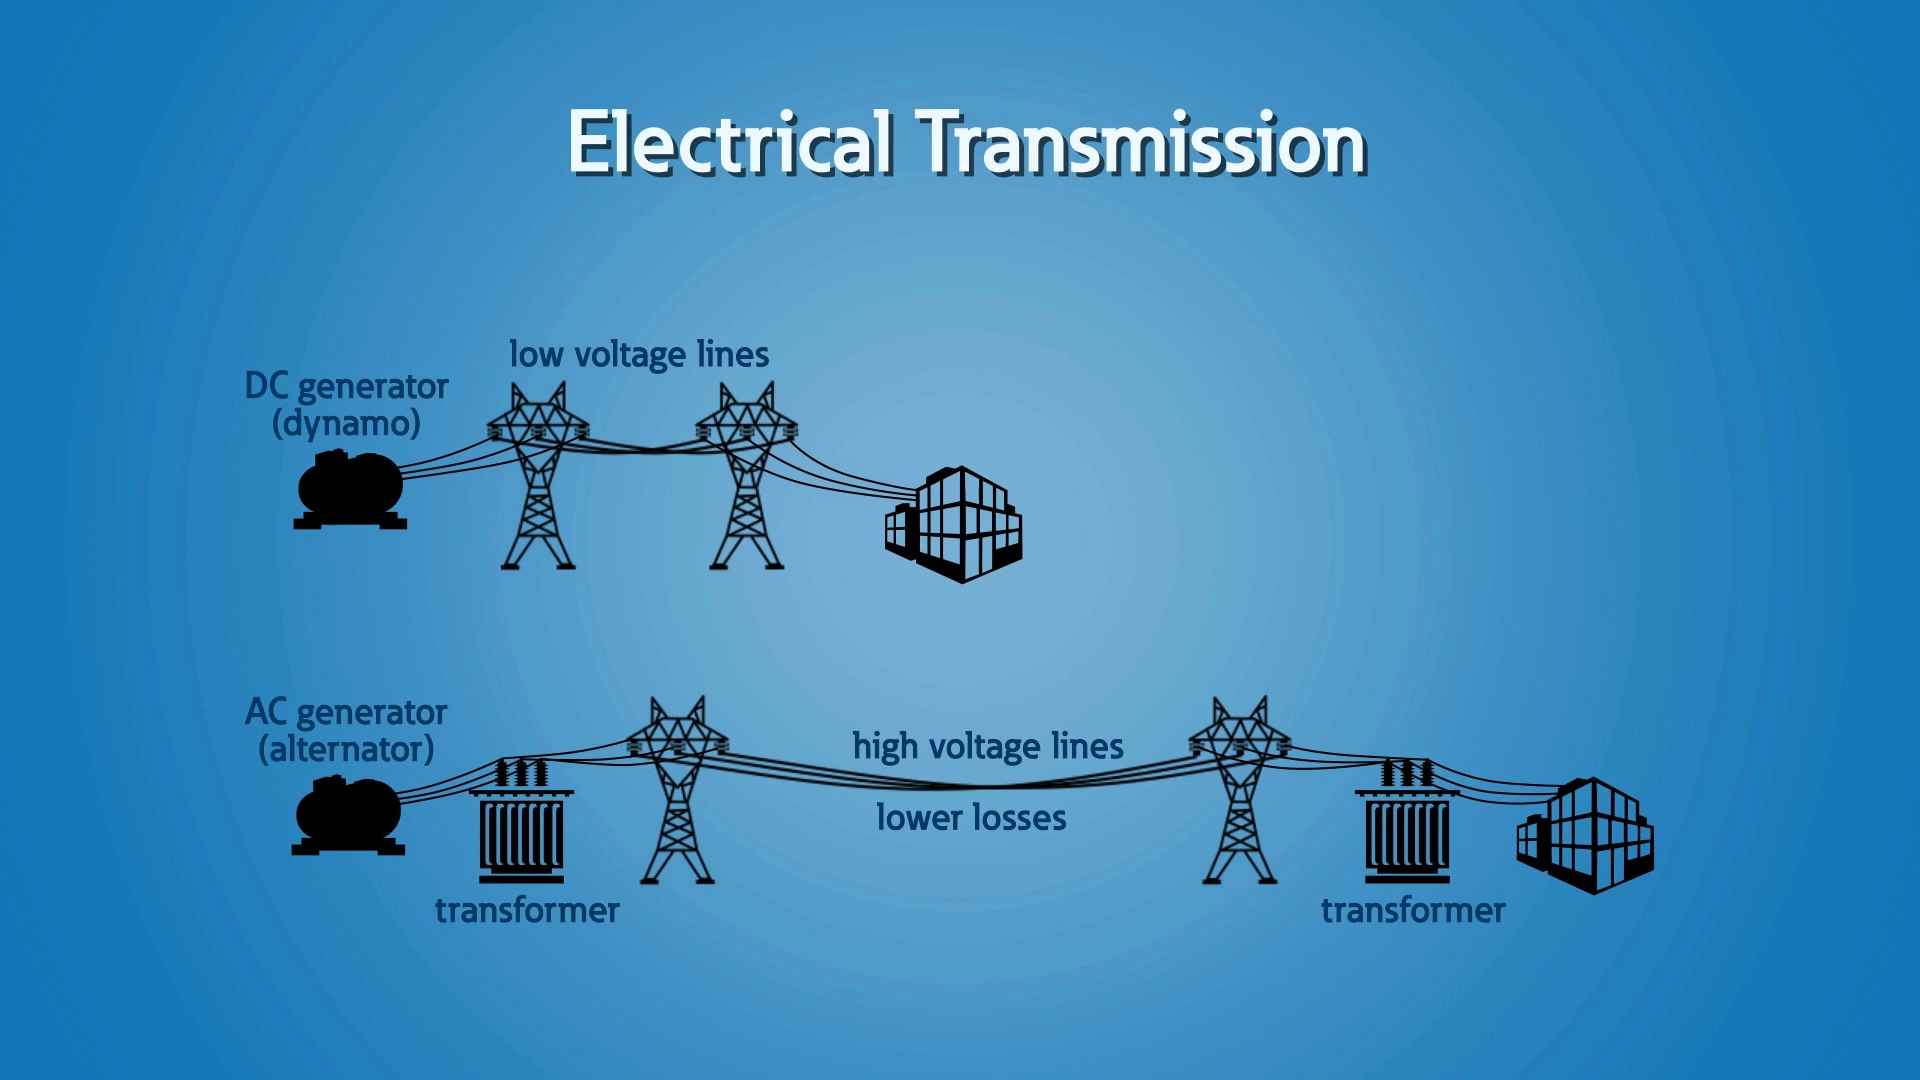 Electrical Transmission
low voltage lines
DC generator
(dynamo)
AC generator
(alternator)
high voltage lines
lower losses
transformer
transformer